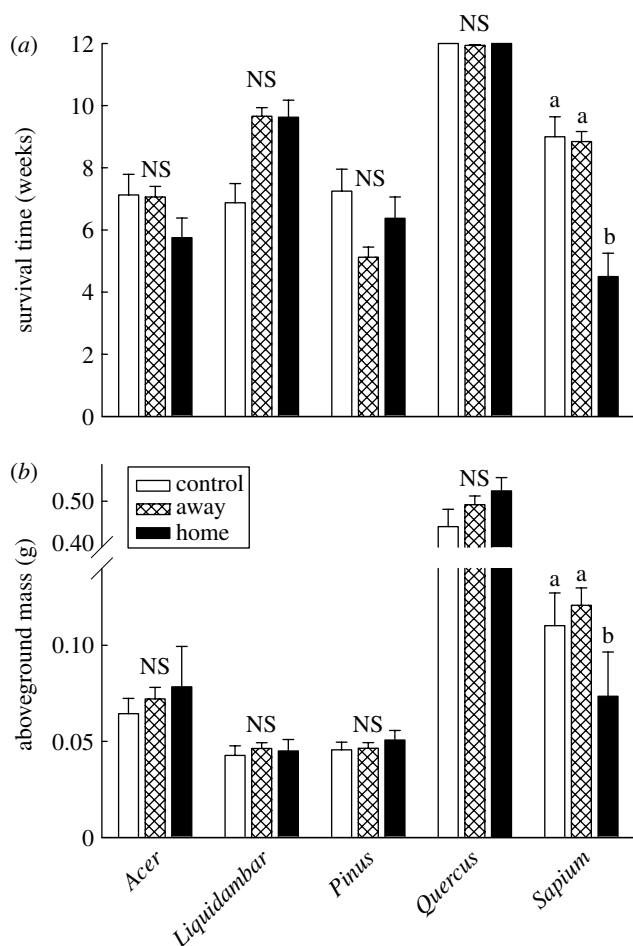 (a)
12
10
8
6
4
2
0
survival time (weeks)
NS
NS
NS
NS
a a
b
(b)
0.50
0.40
0.10
0.05
0
aboveground mass (g)
control
away
home
NS
NS
NS
NS
a a
b
Acer
Liquidambar
Pinus
Quercus
Sapium